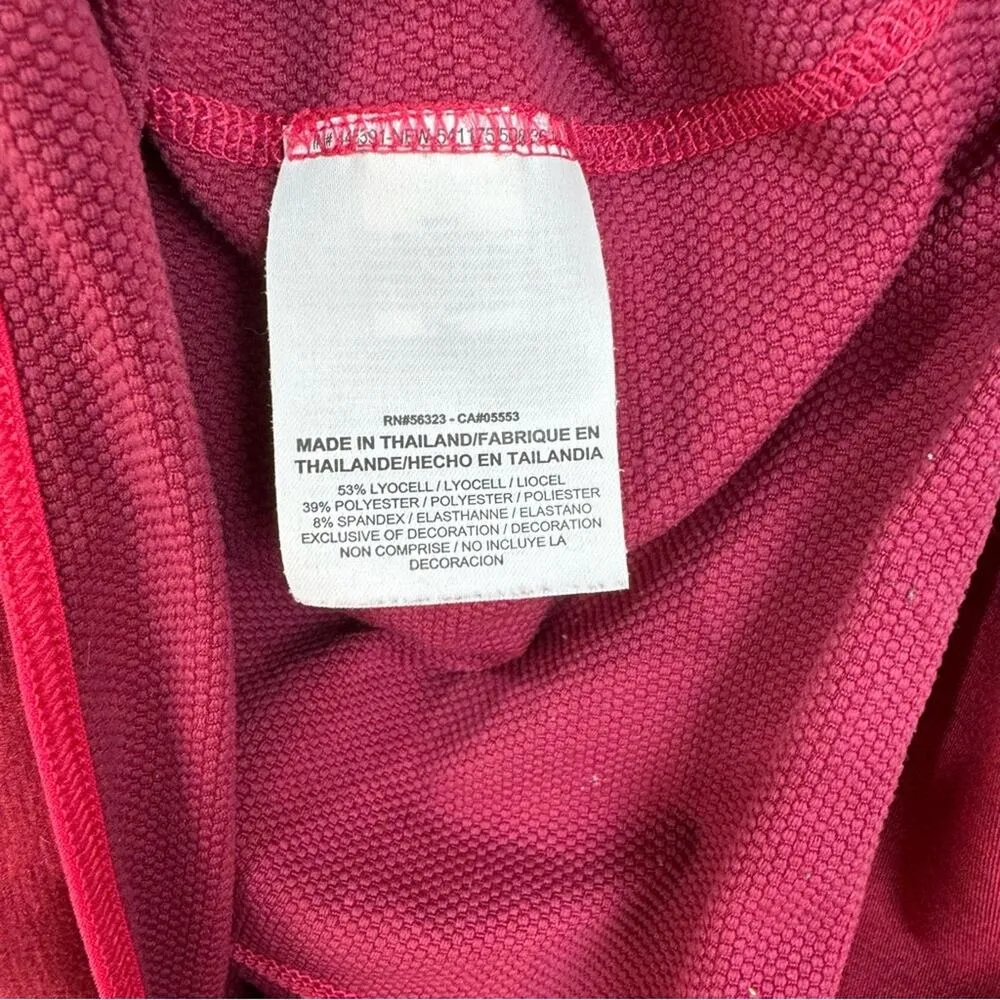 RN#56323 - CA#05553
MADE IN THAILAND/FABRIQUE EN
THAILANDE/HECHO EN TAILANDIA
53% LYOCELL / LYOCELL / LIOCEL
39% POLYESTER / POLYESTER / POLIESTER
8% SPANDEX / ELASTHANNE / ELASTANO
EXCLUSIVE OF DECORATION / DECORATION
NON COMPRISE / NO INCLUYE LA
DECORACION